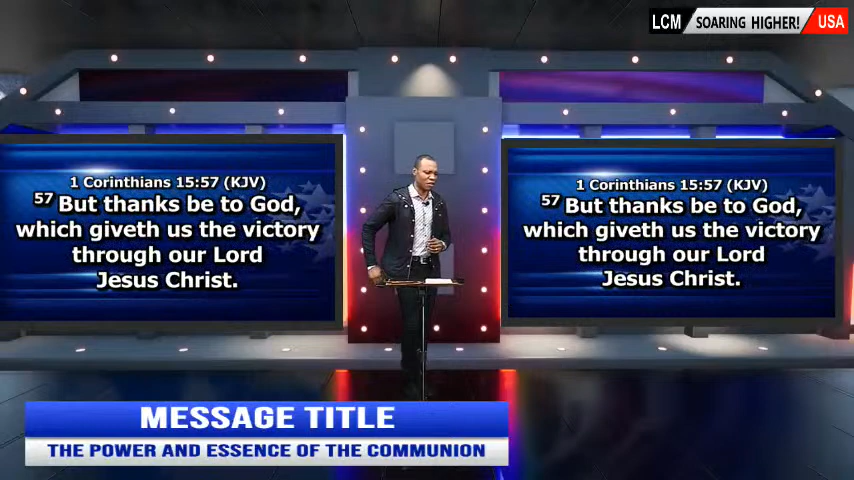 LCM SOARING HIGHER! USA
1 Corinthians 15:57 (KJV)
57 But thanks be to God,
which giveth us the victory
through our Lord
Jesus Christ.
1 Corinthians 15:57 (KJV)
57 But thanks be to God,
which giveth us the victory
through our Lord
Jesus Christ.
MESSAGE TITLE
THE POWER AND ESSENCE OF THE COMMUNION